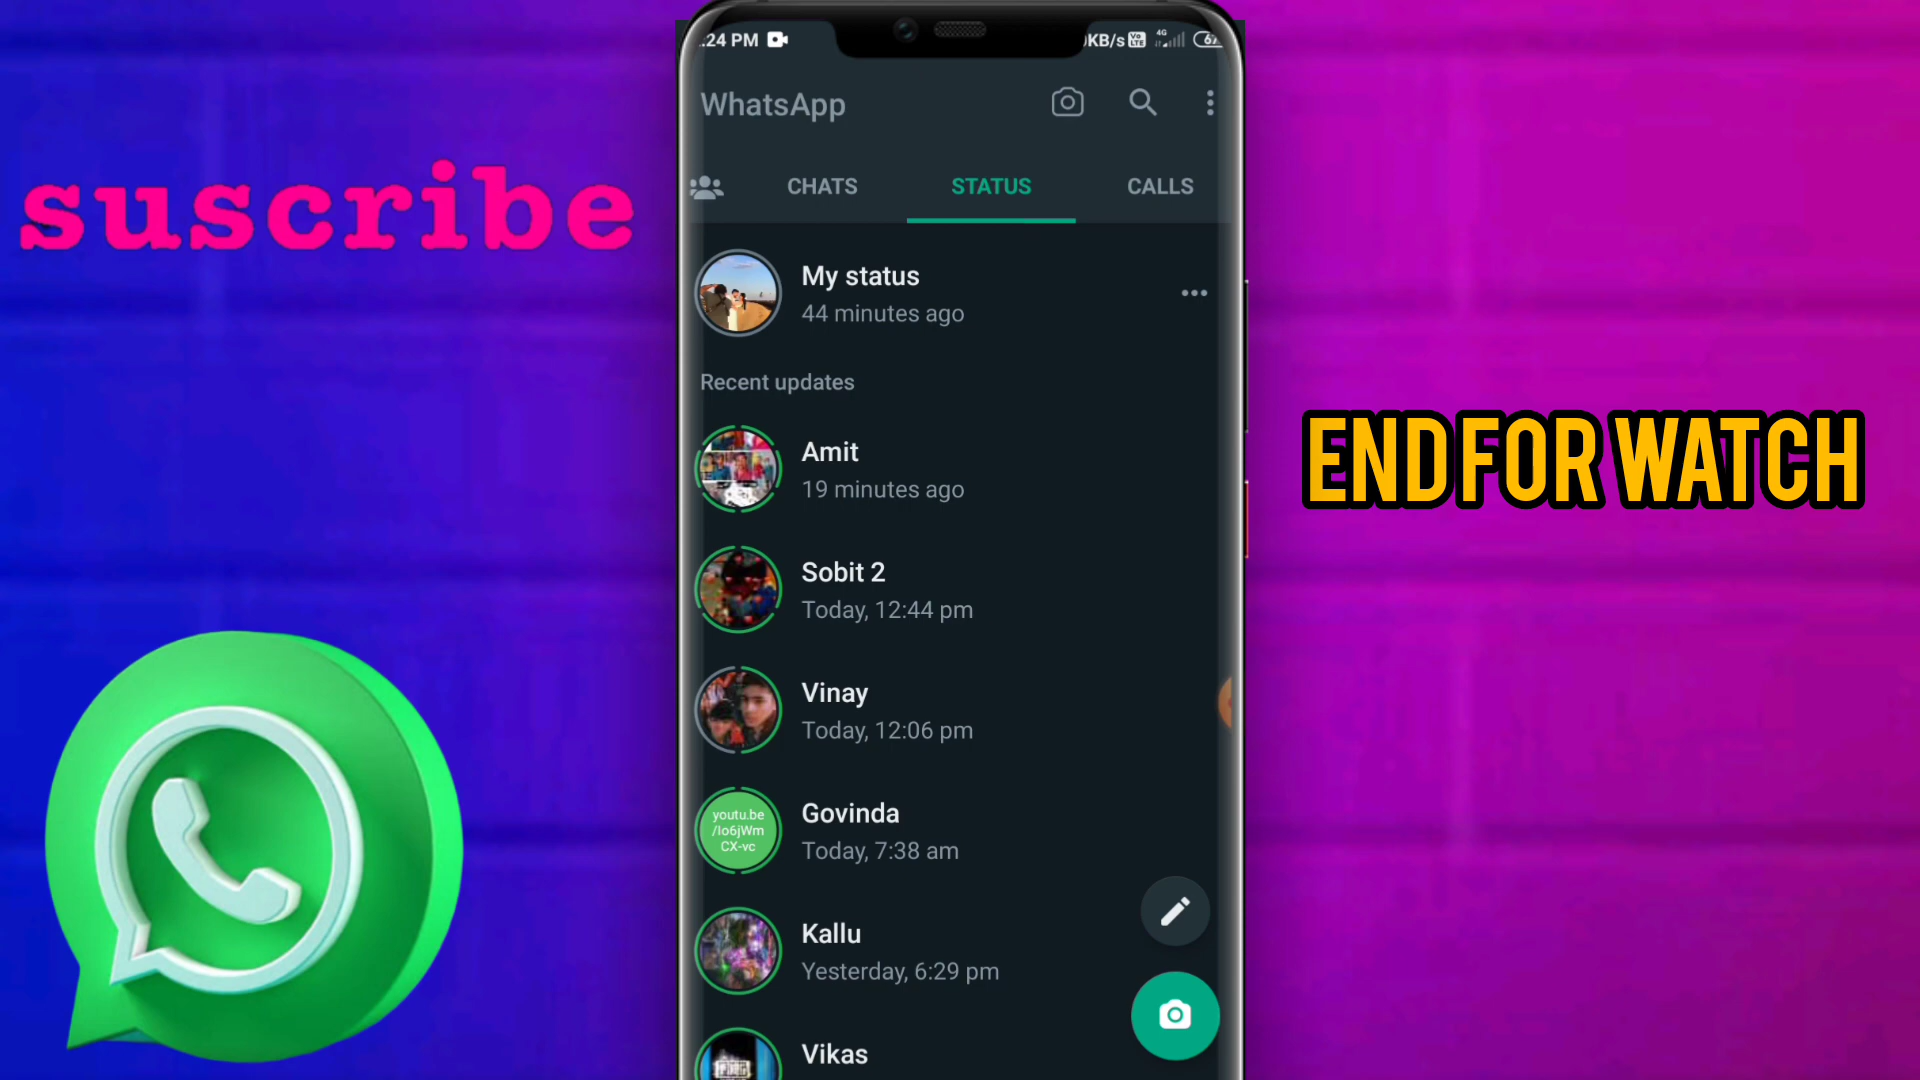 :24 PM
KB/s
4G
WhatsApp
CHATS STATUS CALLS
suscribe
My status
44 minutes ago
Recent updates
Amit
19 minutes ago
END FOR WATCH
Sobit 2
Today, 12:44 pm
Vinay
Today, 12:06 pm
Govinda
youtu.be
/Io6jWm
CX-vc
Today, 7:38 am
Kallu
Yesterday, 6:29 pm
Vikas